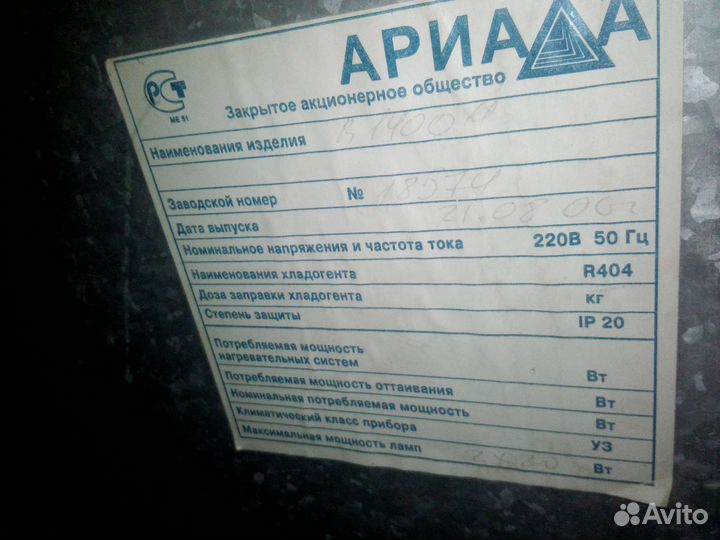 АРИАДА
Закрытое акционерное общество
РСТ
МЕ 51
Наименования изделия
Заводской номер №
Дата выпуска 21.08.06г
Номинальное напряжения и частота тока 220В 50 Гц
Наименования хладогента R404
Доза заправки хладогента кг
Степень защиты IP 20
Потребляемая мощность
нагревательных систем Вт
Потребляемая мощность оттаивания Вт
Номинальная потребляемая мощность Вт
Климатический класс прибора УЗ
Максимальная мощность ламп Вт
Avito